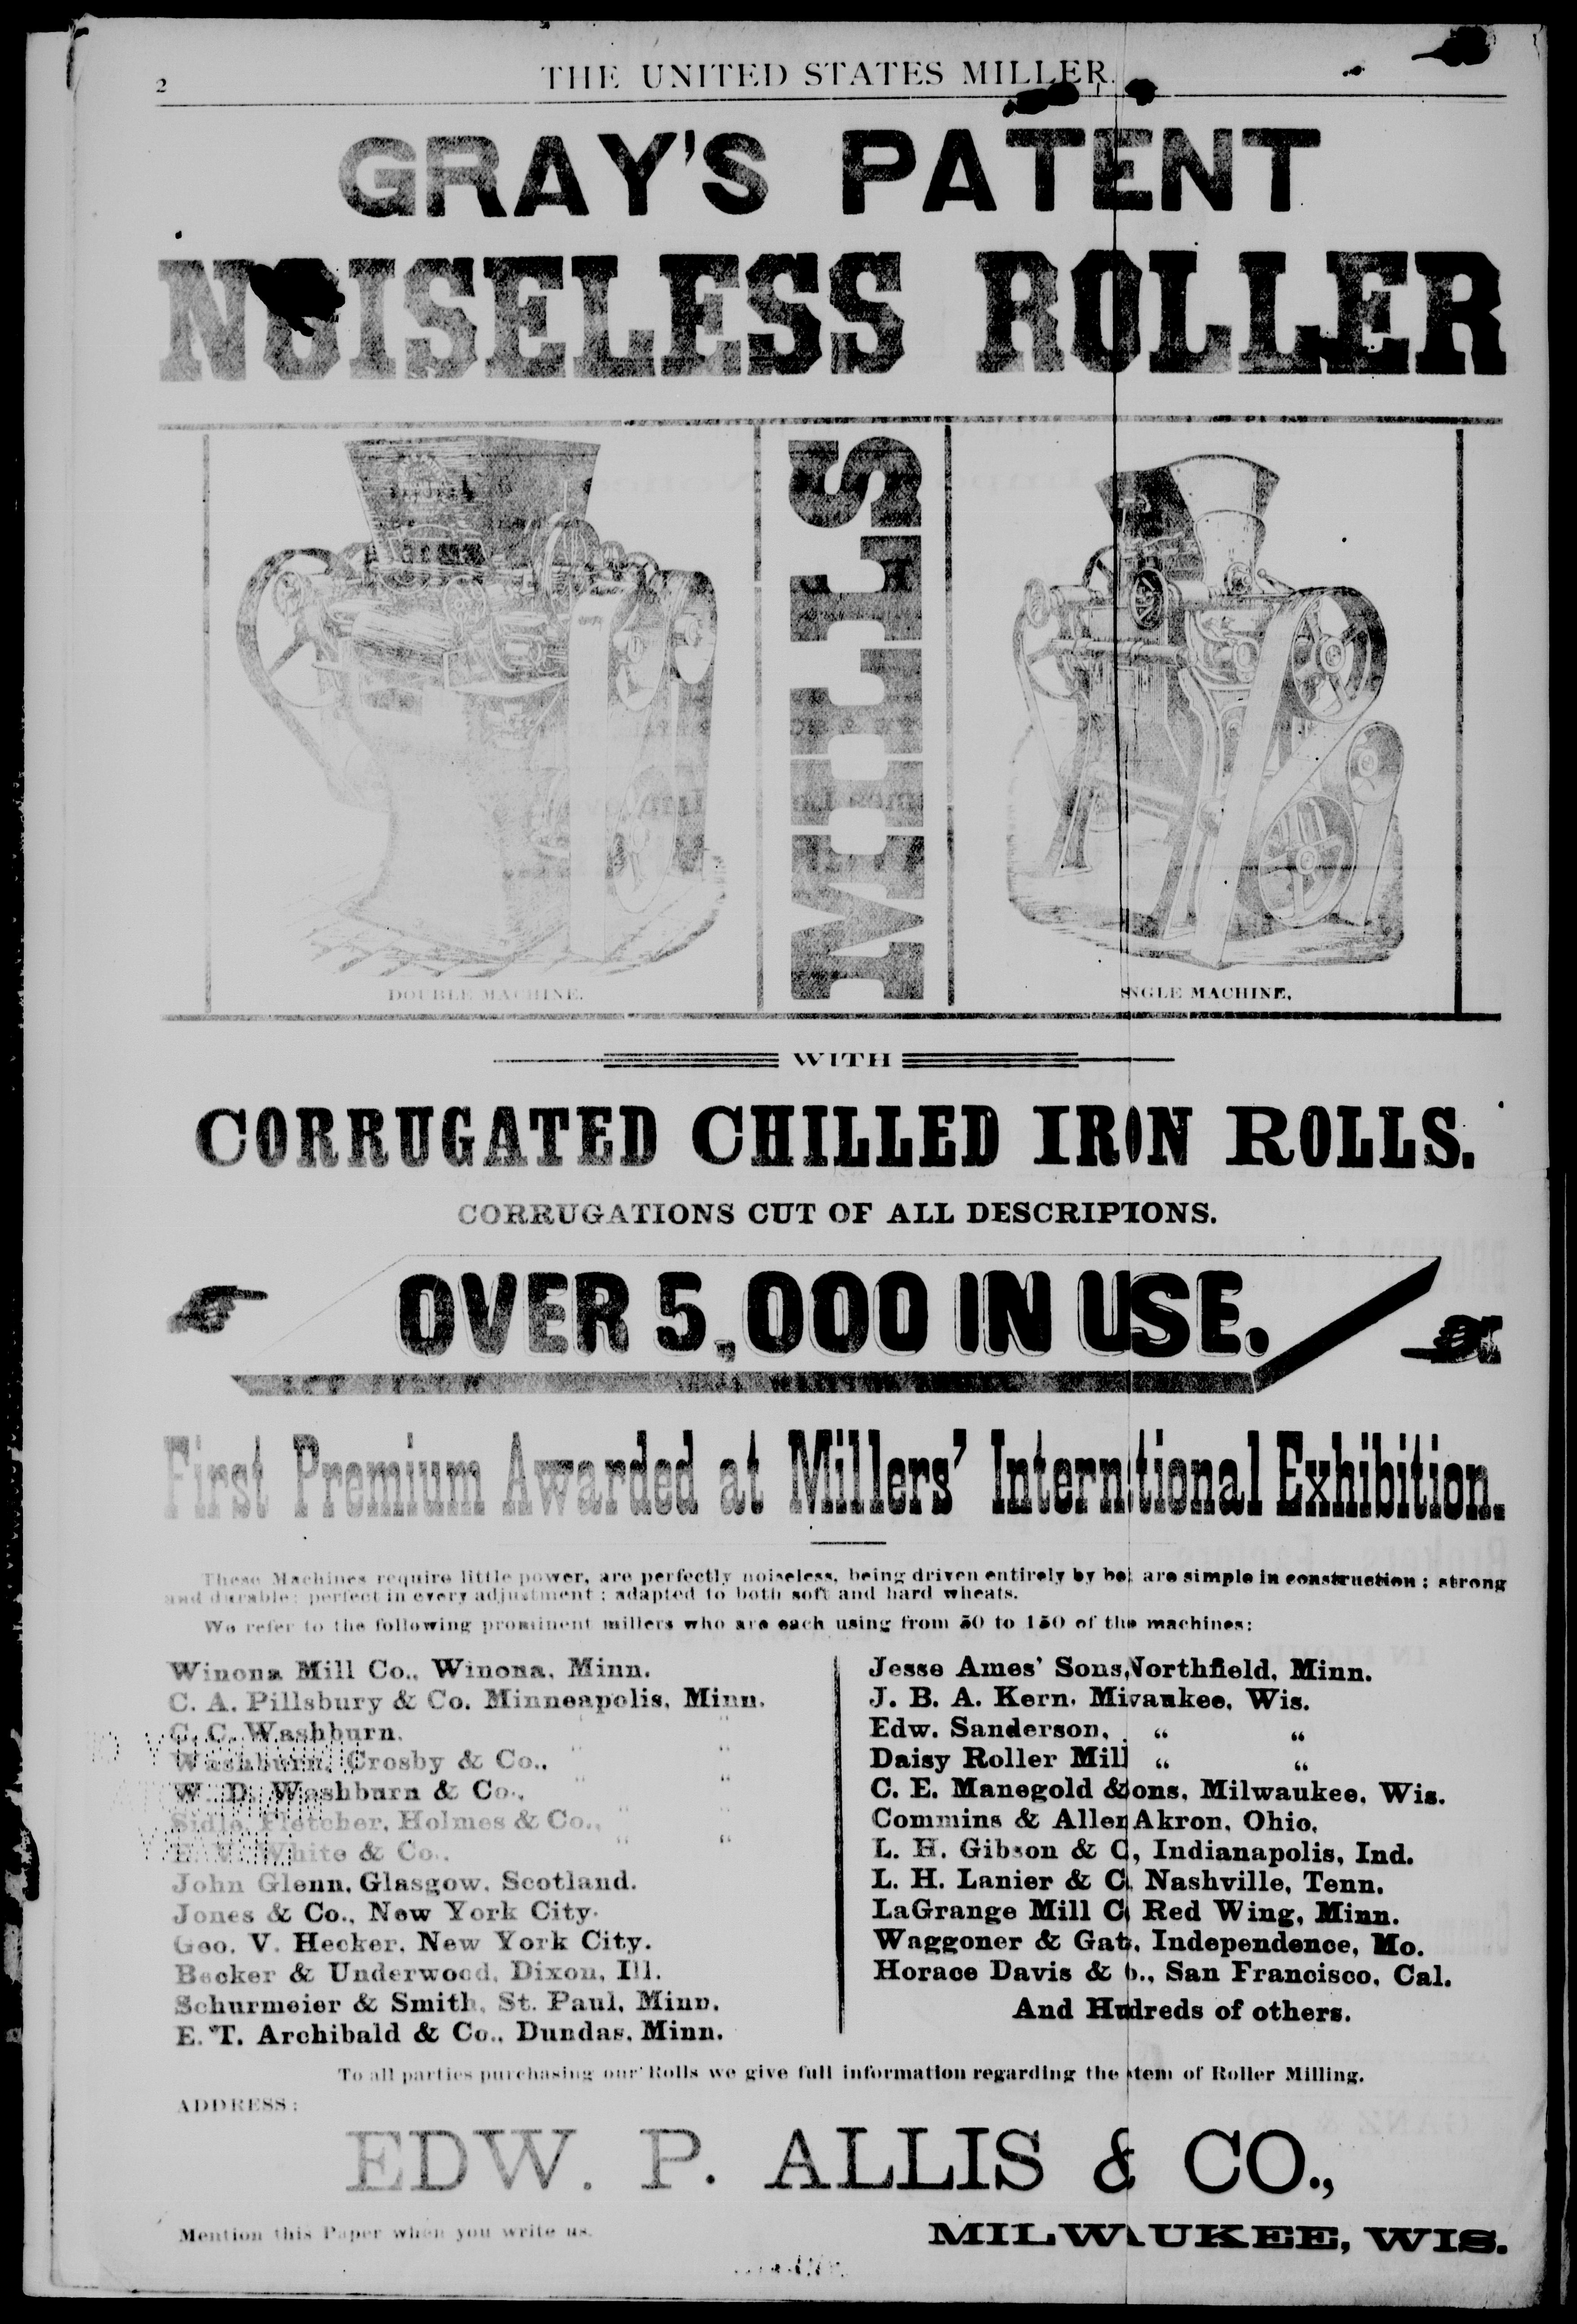 2
THE UNITED STATES MILLER.
GRAY'S PATENT
NOISELESS ROLLER
MILLS
DOUBLE MACHINE.
SINGLE MACHINE.
WITH
CORRUGATED CHILLED IRON ROLLS.
CORRUGATIONS CUT OF ALL DESCRIPTIONS.
OVER 5,000 IN USE.
First Premium Awarded at Millers' International Exhibition.
These Machines require little power, are perfectly noiseless, being driven entirely by bel are simple in construction; strong
and durable; perfect in every adjustment; adapted to both soft and hard wheats.
We refer to the following prominent millers who are each using from 50 to 150 of the machines:
Winona Mill Co., Winona, Minn.
C. A. Pillsbury & Co. Minneapolis, Minn.
C. C. Washburn, " "
Washburn, Crosby & Co., " "
W. D. Washburn & Co., " "
Sidle, Fletcher, Holmes & Co., " "
White & Co., " "
John Glenn, Glasgow, Scotland.
Jones & Co., New York City.
Geo. V. Hecker, New York City.
Becker & Underwood, Dixon, Ill.
Schurmeier & Smith, St. Paul, Minn.
E. T. Archibald & Co., Dundas, Minn.
Jesse Ames' Sons, Northfield, Minn.
J. B. A. Kern, Milwaukee, Wis.
Edw. Sanderson, " "
Daisy Roller Mill " "
C. E. Manegold & Sons, Milwaukee, Wis.
Commins & Allen Akron, Ohio,
L. H. Gibson & C, Indianapolis, Ind.
L. H. Lanier & C, Nashville, Tenn.
LaGrange Mill C Red Wing, Minn.
Waggoner & Gates, Independence, Mo.
Horace Davis & Co., San Francisco, Cal.
And Hundreds of others.
To all parties purchasing our Rolls we give full information regarding the system of Roller Milling.
ADDRESS:
EDW. P. ALLIS & CO.,
Mention this Paper when you write us.
MILWAUKEE, WIS.